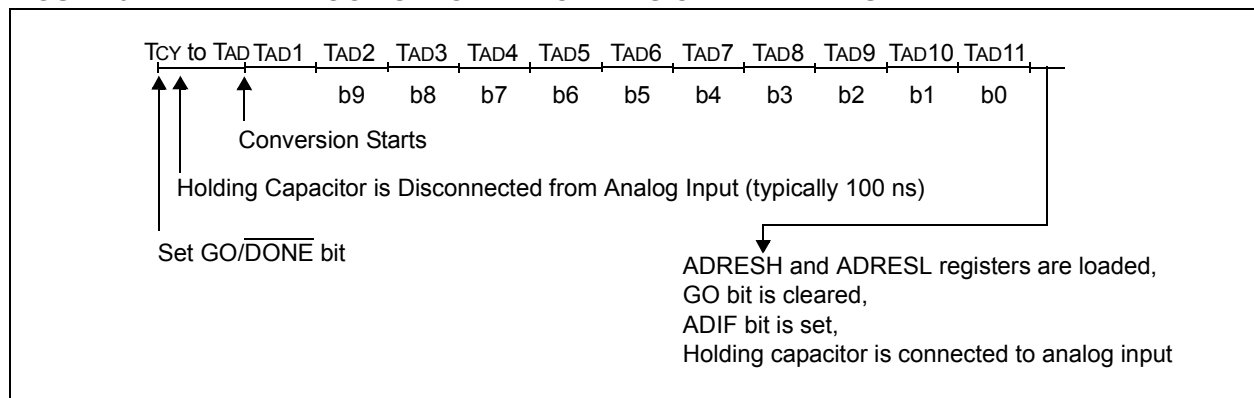 TCY to TAD TAD1 TAD2 TAD3 TAD4 TAD5 TAD6 TAD7 TAD8 TAD9 TAD10 TAD11
b9 b8 b7 b6 b5 b4 b3 b2 b1 b0
Conversion Starts
Holding Capacitor is Disconnected from Analog Input (typically 100 ns)
Set GO/DONE bit
ADRESH and ADRESL registers are loaded,
GO bit is cleared,
ADIF bit is set,
Holding capacitor is connected to analog input